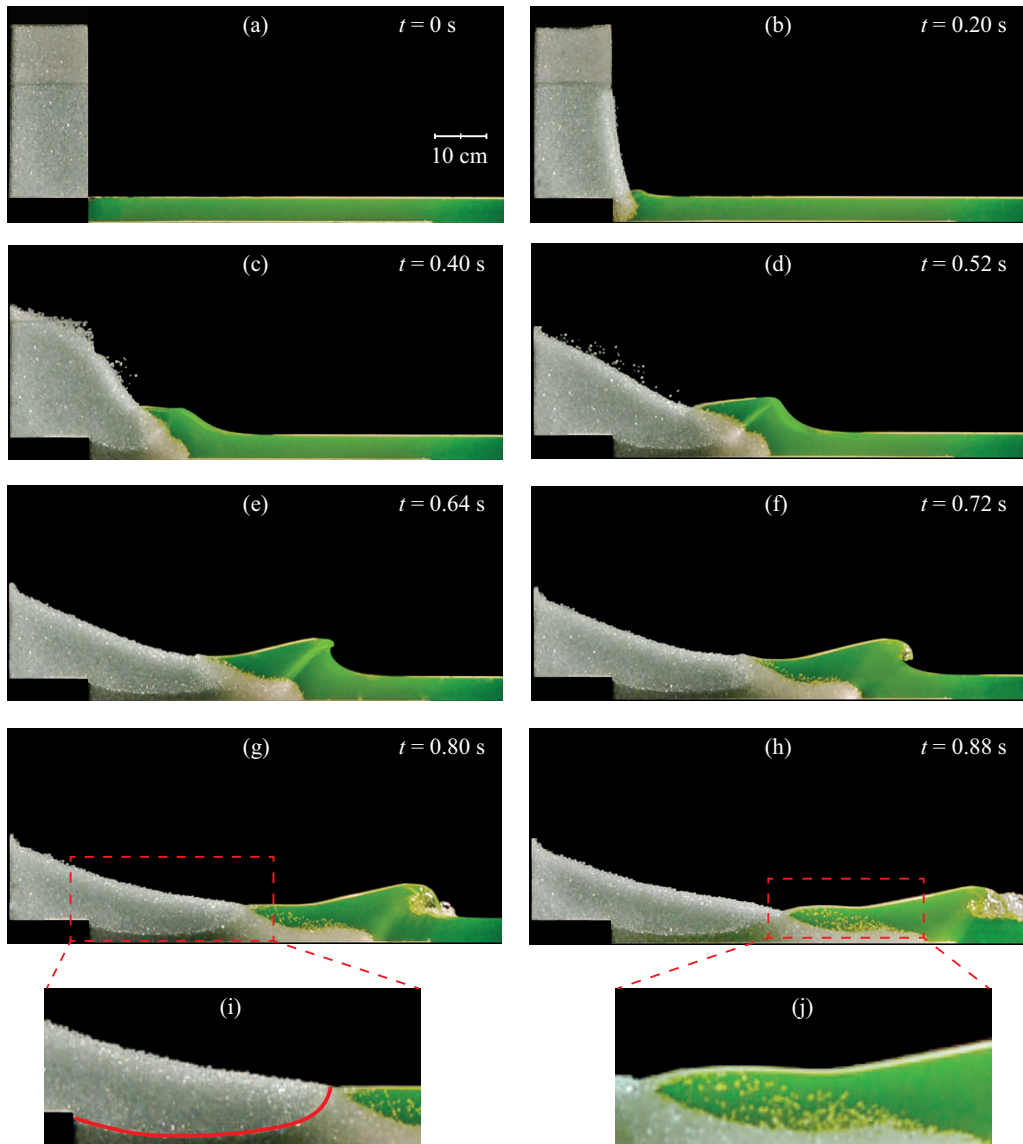 (a) t = 0 s
(b) t = 0.20 s
10 cm
(c) t = 0.40 s
(d) t = 0.52 s
(e) t = 0.64 s
(f) t = 0.72 s
(g) t = 0.80 s
(h) t = 0.88 s
(i)
(j)